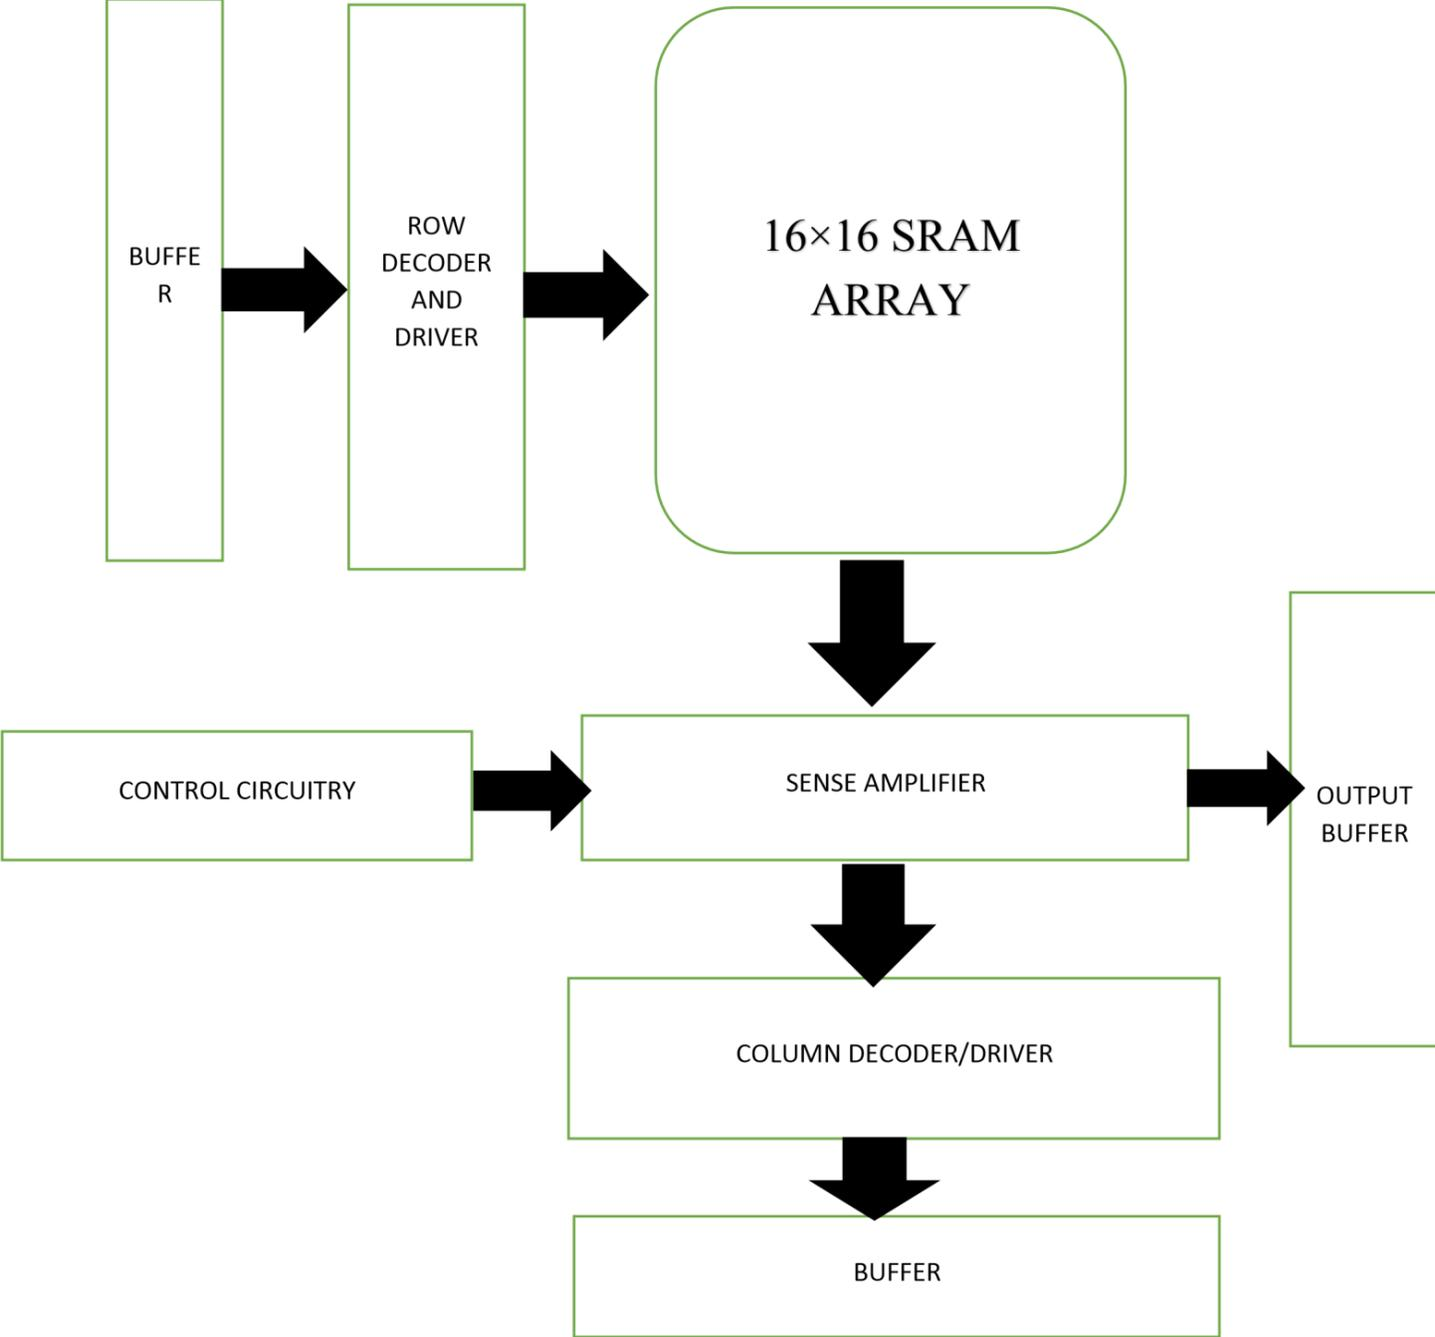 BUFFE
R
ROW
DECODER
AND
DRIVER
16×16 SRAM
ARRAY
CONTROL CIRCUITRY
SENSE AMPLIFIER
OUTPUT
BUFFER
COLUMN DECODER/DRIVER
BUFFER